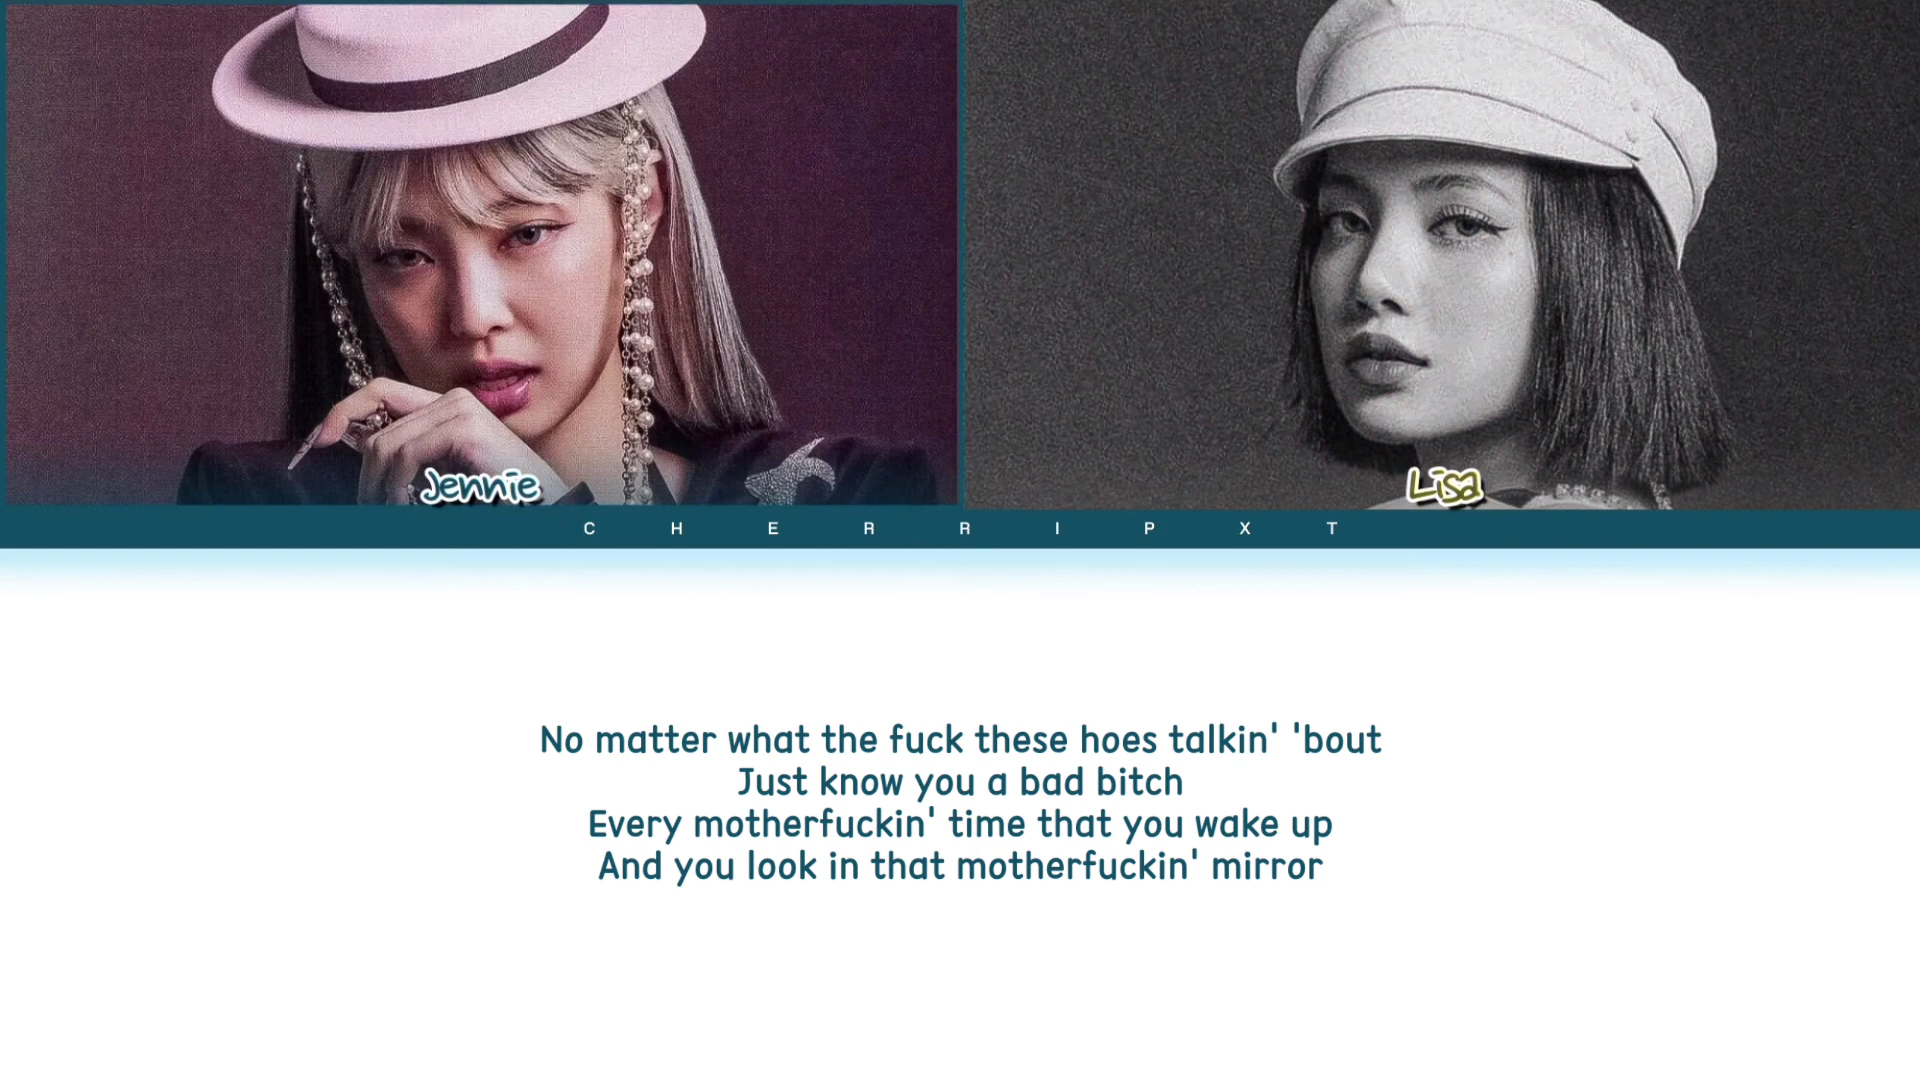 Jennie
Lisa
CHERRIPXT
No matter what the fuck these hoes talkin' 'bout
Just know you a bad bitch
Every motherfuckin' time that you wake up
And you look in that motherfuckin' mirror